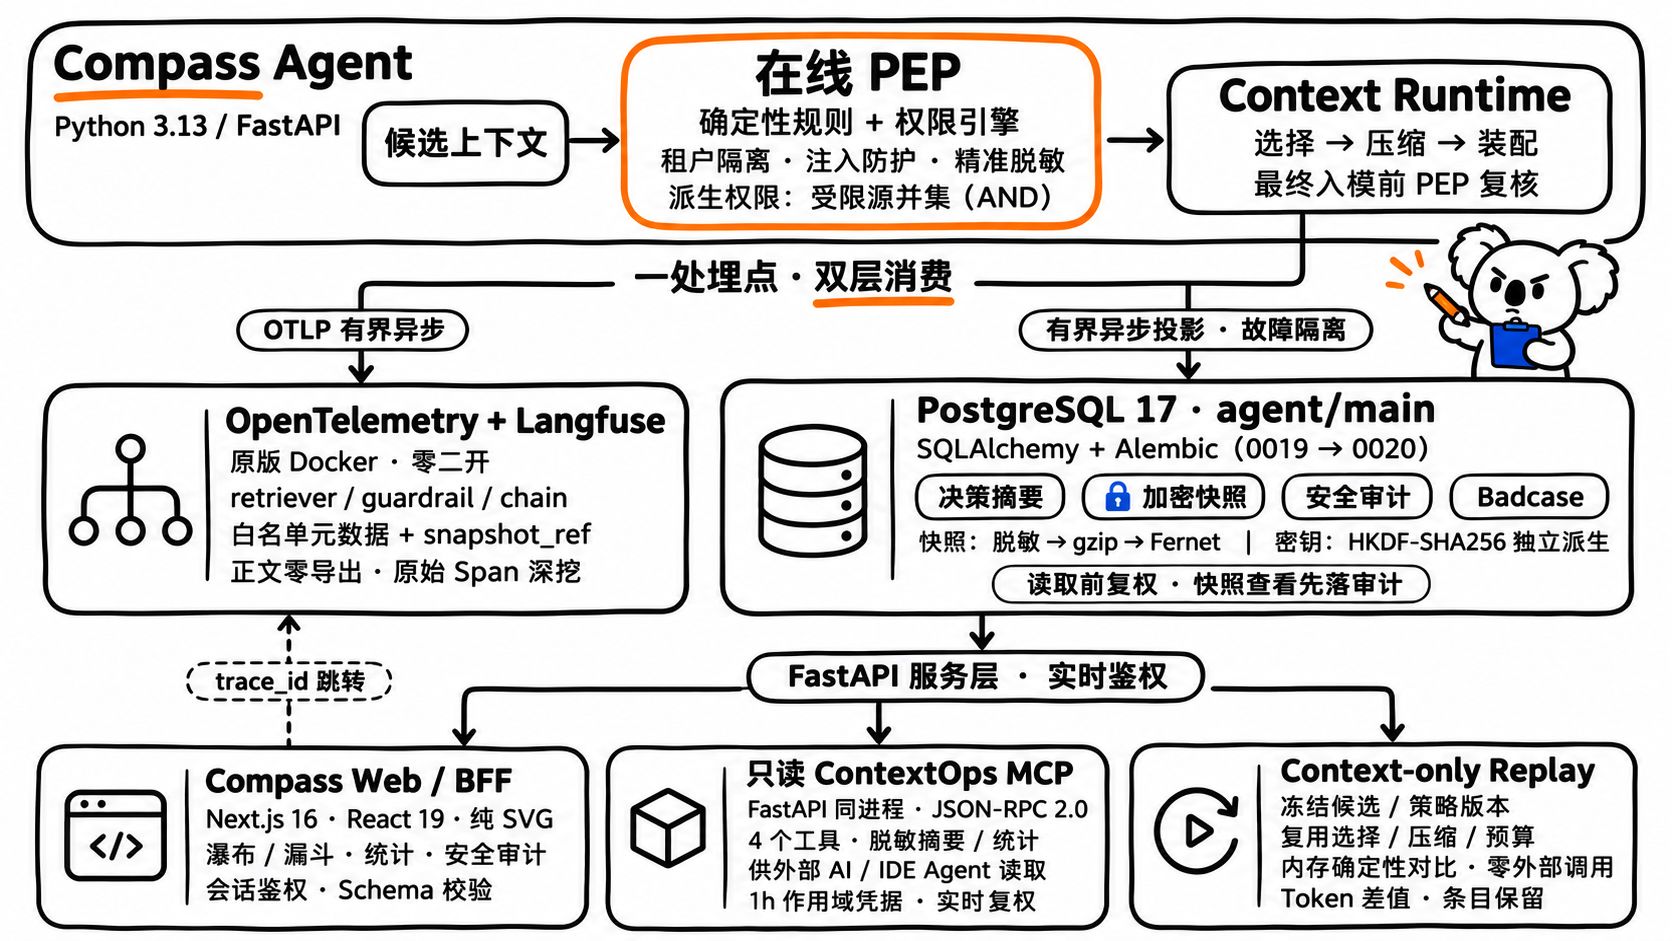 Compass Agent
Python 3.13 / FastAPI
候选上下文
在线 PEP
确定性规则 + 权限引擎
租户隔离 · 注入防护 · 精准脱敏
派生权限：受限源并集（AND）
Context Runtime
选择 → 压缩 → 装配
最终入模前 PEP 复核
一处埋点 · 双层消费
OTLP 有界异步
有界异步投影 · 故障隔离
OpenTelemetry + Langfuse
原版 Docker · 零二开
retriever / guardrail / chain
白名单元数据 + snapshot_ref
正文零导出 · 原始 Span 深挖
PostgreSQL 17 · agent/main
SQLAlchemy + Alembic（0019 → 0020）
决策摘要
加密快照
安全审计
Badcase
快照：脱敏 → gzip → Fernet | 密钥：HKDF-SHA256 独立派生
读取前复权 · 快照查看先落审计
trace_id 跳转
FastAPI 服务层 · 实时鉴权
Compass Web / BFF
Next.js 16 · React 19 · 纯 SVG
瀑布 / 漏斗 · 统计 · 安全审计
会话鉴权 · Schema 校验
只读 ContextOps MCP
FastAPI 同进程 · JSON-RPC 2.0
4 个工具 · 脱敏摘要 / 统计
供外部 AI / IDE Agent 读取
1h 作用域凭据 · 实时复权
Context-only Replay
冻结候选 / 策略版本
复用选择 / 压缩 / 预算
内存确定性对比 · 零外部调用
Token 差值 · 条目保留